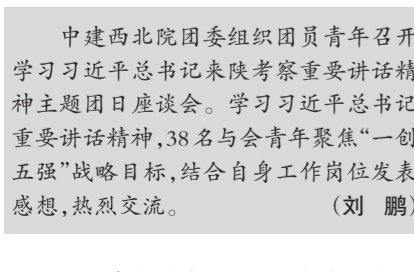 中建西北院团委组织团员青年召开
学习习近平总书记来陕考察重要讲话精
神主题团日座谈会。学习习近平总书记
重要讲话精神,38名与会青年聚焦“一创
五强”战略目标,结合自身工作岗位发表
感想,热烈交流。 (刘 鹏)